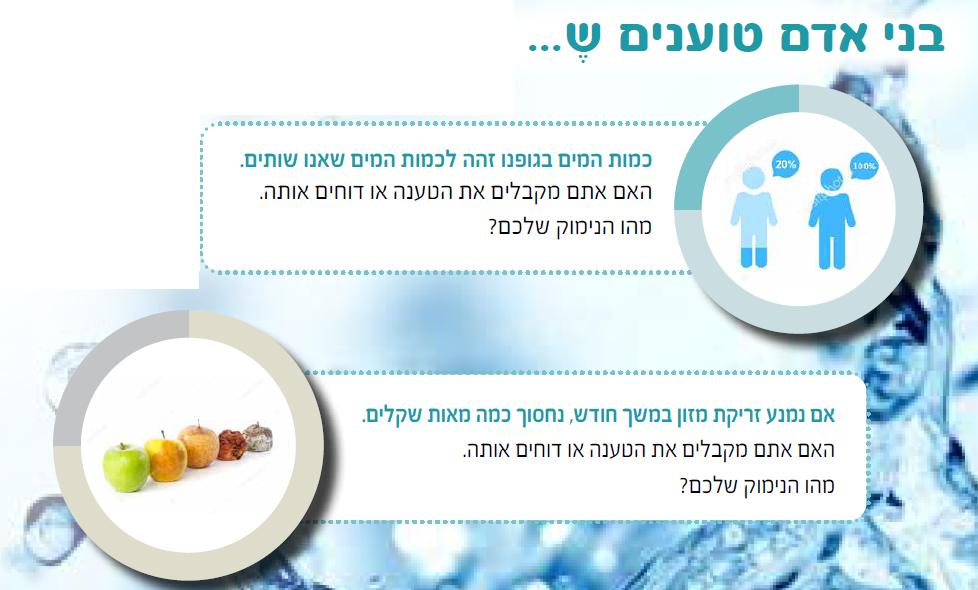 בני אדם טוענים שֶׁ...
כמות המים בגופנו זהה לכמות המים שאנו שותים.
האם אתם מקבלים את הטענה או דוחים אותה.
מהו הנימוק שלכם?
20%
100%
אם נמנע זריקת מזון במשך חודש, נחסוך כמה מאות שקלים.
האם אתם מקבלים את הטענה או דוחים אותה.
מהו הנימוק שלכם?